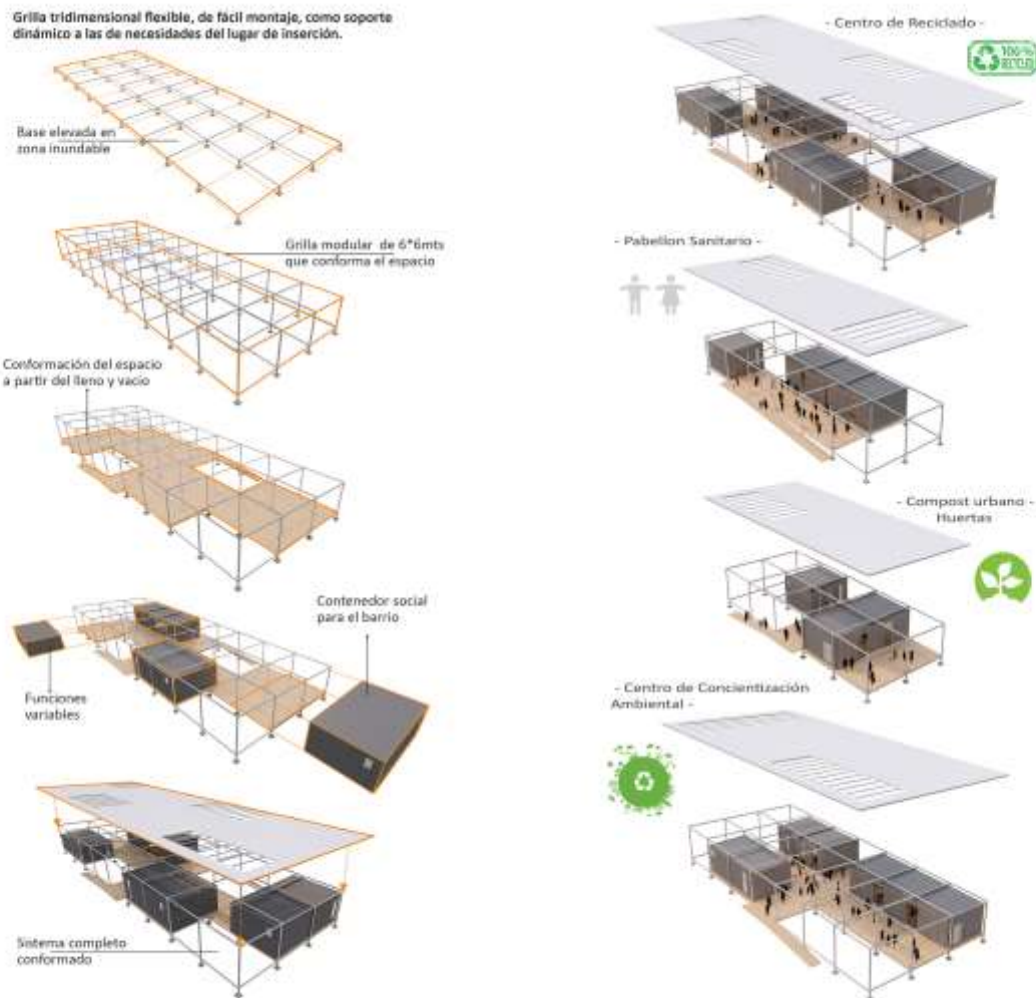 Grilla tridimensional flexible, de fácil montaje, como soporte
dinámico a las de necesidades del lugar de inserción.
Base elevada en
zona inundable
Grilla modular de 6*6mts
que conforma el espacio
Conformación del espacio
a partir del lleno y vacio
Contenedor social
para el barrio
Funciones
variables
Sistema completo
conformado
- Centro de Reciclado -
100%
RECICLED
- Pabellon Sanitario -
- Compost urbano -
Huertas
- Centro de Concientización
Ambiental -